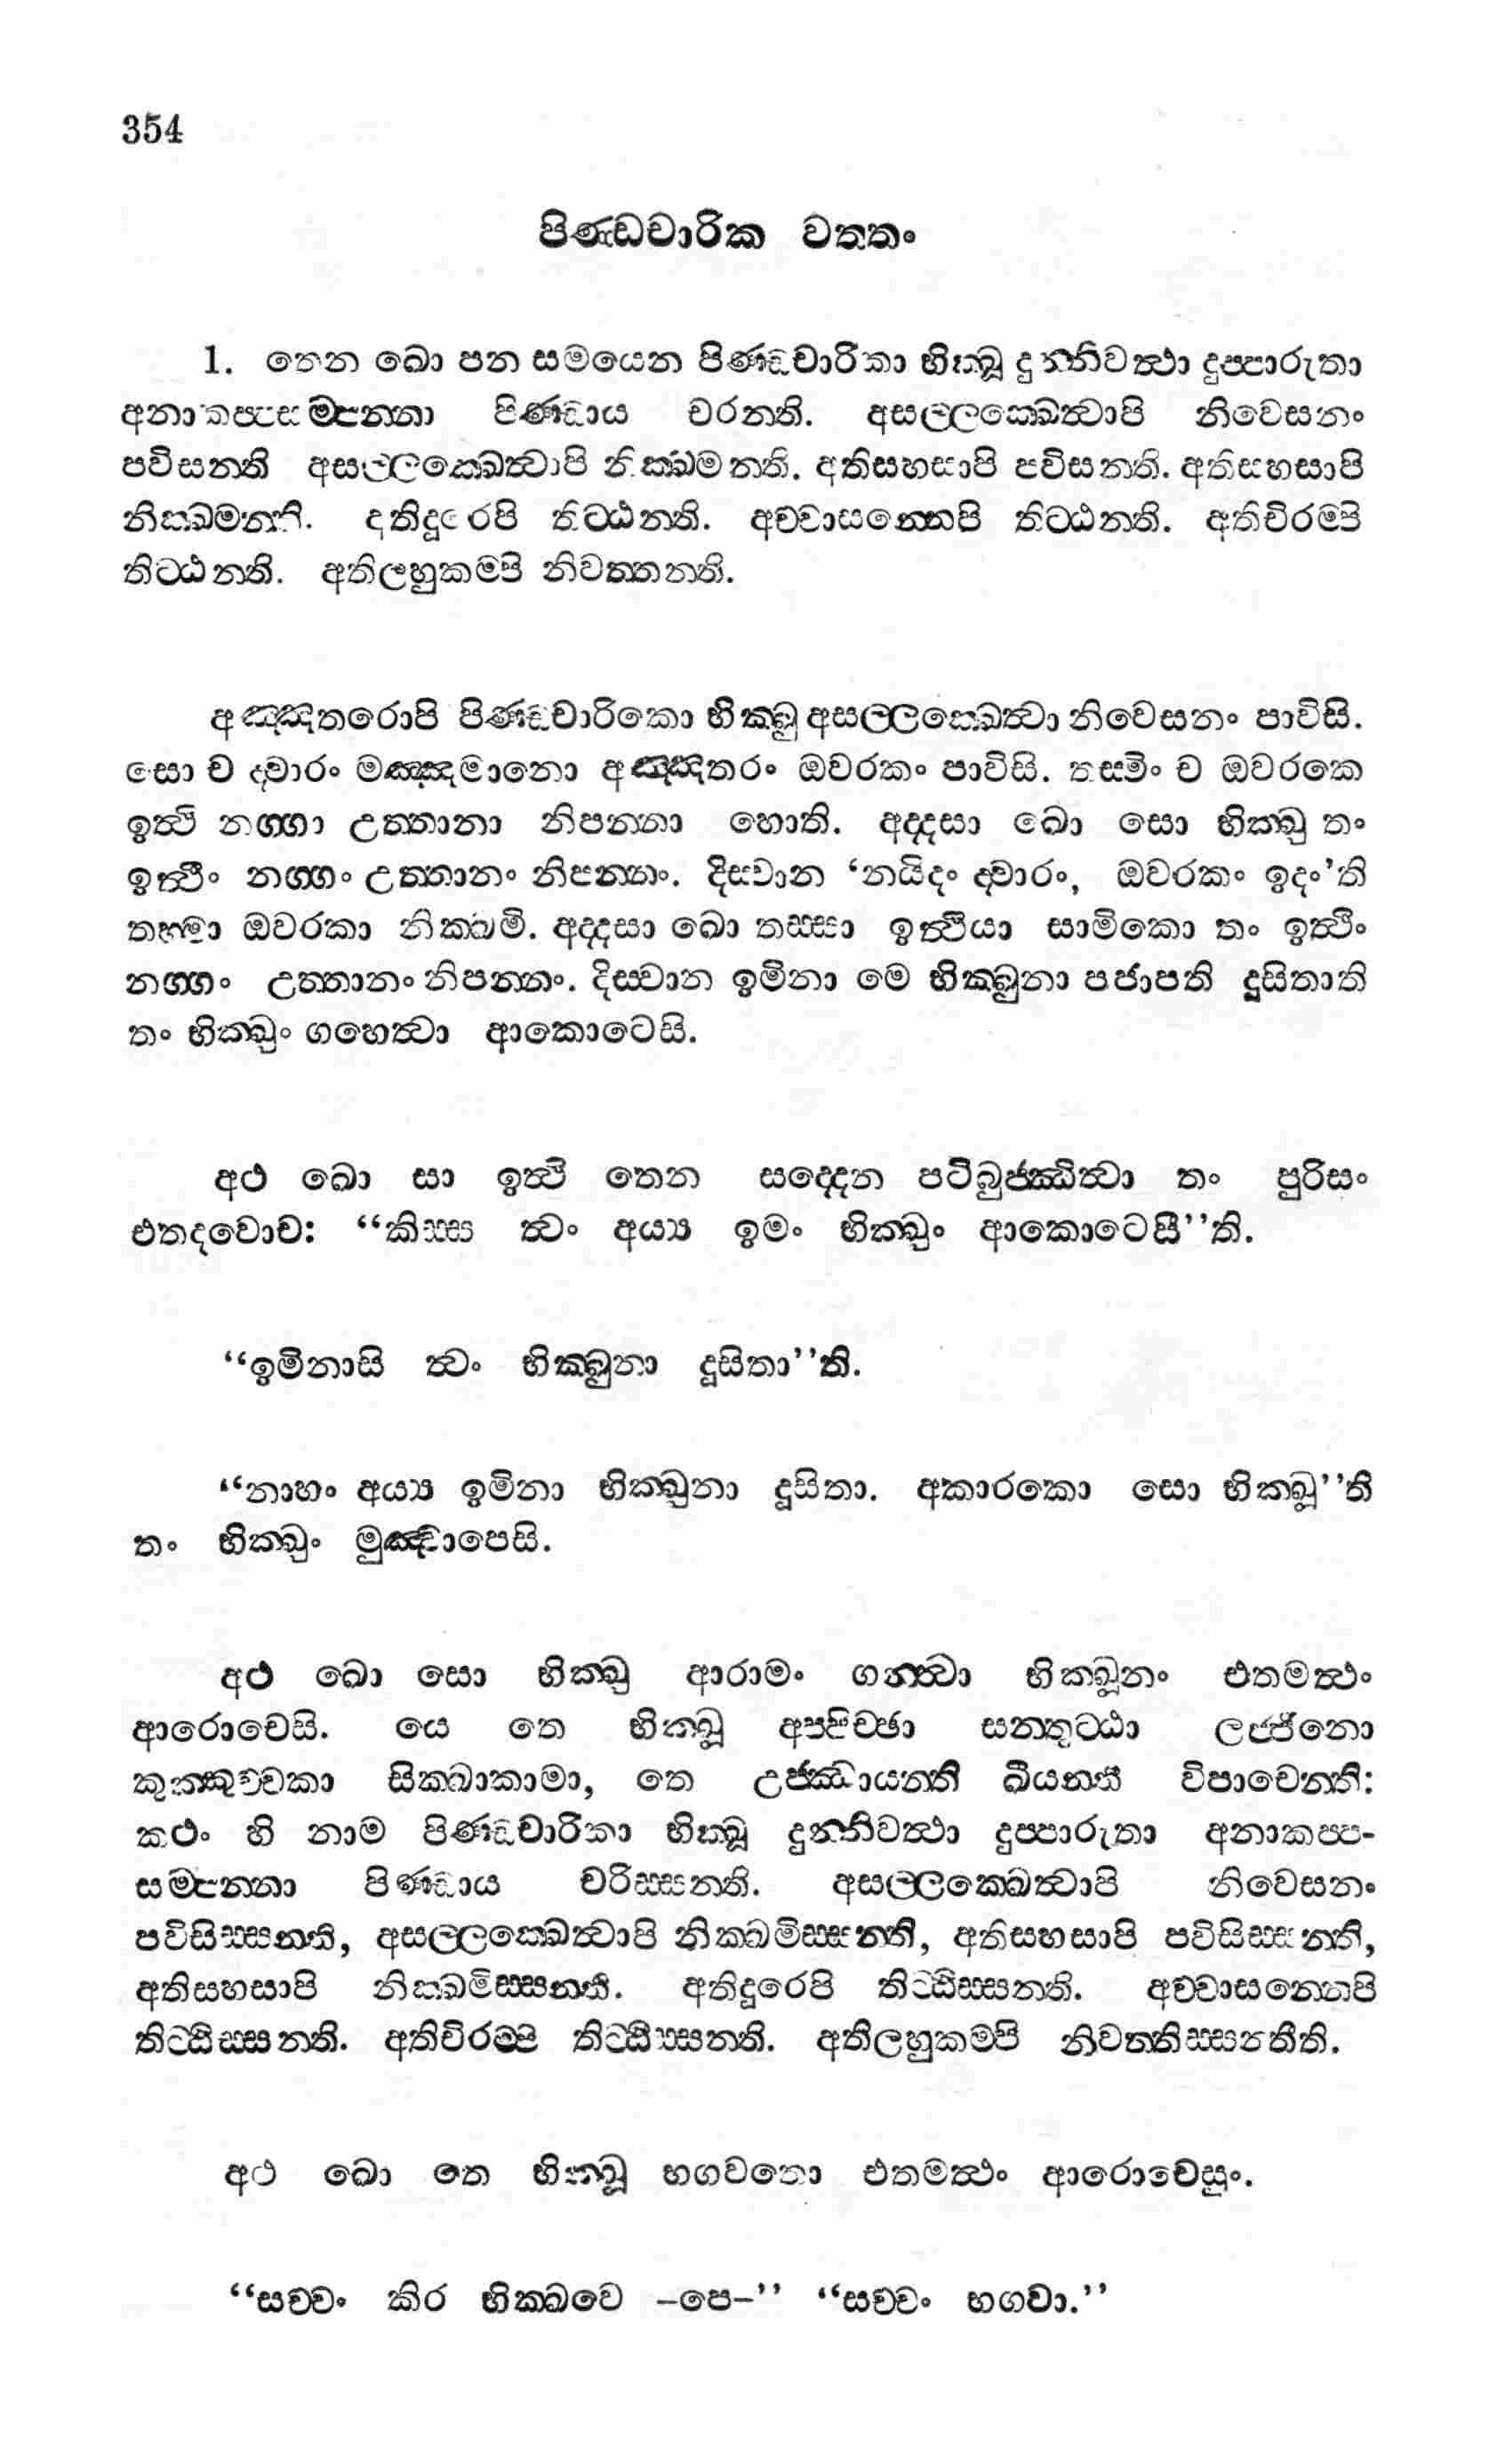 354
පිණ්ඩචාරික වත්තං
1. තෙන ඛො පන සමයෙන පිණ්ඩචාරිකා භික්ඛූ දුන්නිවත්ථා දුප්පාරුතා
අනාකප්පසම්පන්නා පිණ්ඩාය චරන්ති. අසල්ලක්ඛෙත්වාපි නිවෙසනං
පවිසන්ති අසල්ලක්ඛෙත්වාපි නික්ඛමන්ති. අතිසහසාපි පවිසන්ති. අතිසහසාපි
නික්ඛමන්ති. අතිදූරෙපි තිට්ඨන්ති. අච්චාසන්නෙපි තිට්ඨන්ති. අතිචිරම්පි
තිට්ඨන්ති. අතිලහුකම්පි නිවත්තන්ති.
අඤ්ඤතරොපි පිණ්ඩචාරිකො භික්ඛු අසල්ලක්ඛෙත්වා නිවෙසනං පාවිසි.
සො ච ද්වාරං මඤ්ඤමානො අඤ්ඤතරං ඔවරකං පාවිසි. තස්මිං ච ඔවරකෙ
ඉත්ථි නග්ගා උත්තානා නිපන්නා හොති. අද්දසා ඛො සො භික්ඛු තං
ඉත්ථිං නග්ගං උත්තානං නිපන්නං. දිස්වාන ‘නයිදං ද්වාරං, ඔවරකං ඉදං’ති
තම්හා ඔවරකා නික්ඛමි. අද්දසා ඛො තස්සා ඉත්ථියා සාමිකො තං ඉත්ථිං
නග්ගං උත්තානං නිපන්නං. දිස්වාන ඉමිනා මෙ භික්ඛුනා පජාපති දූසිතාති
තං භික්ඛුං ගහෙත්වා ආකොටෙසි.
අථ ඛො සා ඉත්ථි තෙන සද්දෙන පටිබුජ්ඣිත්වා තං පුරිසං
එතදවොච: “කිස්ස ත්වං අය්‍ය ඉමං භික්ඛුං ආකොටෙසී”ති.
“ඉමිනාසි ත්වං භික්ඛුනා දූසිතා”ති.
“නාහං අය්‍ය ඉමිනා භික්ඛුනා දූසිතා. අකාරකො සො භික්ඛූ”ති
තං භික්ඛුං මුඤ්චාපෙසි.
අථ ඛො සො භික්ඛු ආරාමං ගන්ත්වා භික්ඛූනං එතමත්ථං
ආරොචෙසි. යෙ තෙ භික්ඛූ අප්පිච්ඡා සන්තුට්ඨා ලජ්ජිනො
කුක්කුච්චකා සික්ඛාකාමා, තෙ උජ්ඣායන්ති ඛීයන්ති විපාචෙන්ති:
කථං හි නාම පිණ්ඩචාරිකා භික්ඛූ දුන්නිවත්ථා දුප්පාරුතා අනාකප්ප-
සම්පන්නා පිණ්ඩාය චරිස්සන්ති. අසල්ලක්ඛෙත්වාපි නිවෙසනං
පවිසිස්සන්ති, අසල්ලක්ඛෙත්වාපි නික්ඛමිස්සන්ති, අතිසහසාපි පවිසිස්සන්ති,
අතිසහසාපි නික්ඛමිස්සන්ති. අතිදූරෙපි තිට්ඨිස්සන්ති. අච්චාසන්නෙපි
තිට්ඨිස්සන්ති. අතිචිරම්පි තිට්ඨිස්සන්ති. අතිලහුකම්පි නිවත්තිස්සන්තීති.
අථ ඛො තෙ භික්ඛූ භගවතො එතමත්ථං ආරොචෙසුං.
“සච්චං කිර භික්ඛවෙ –පෙ–” “සච්චං භගවා.”